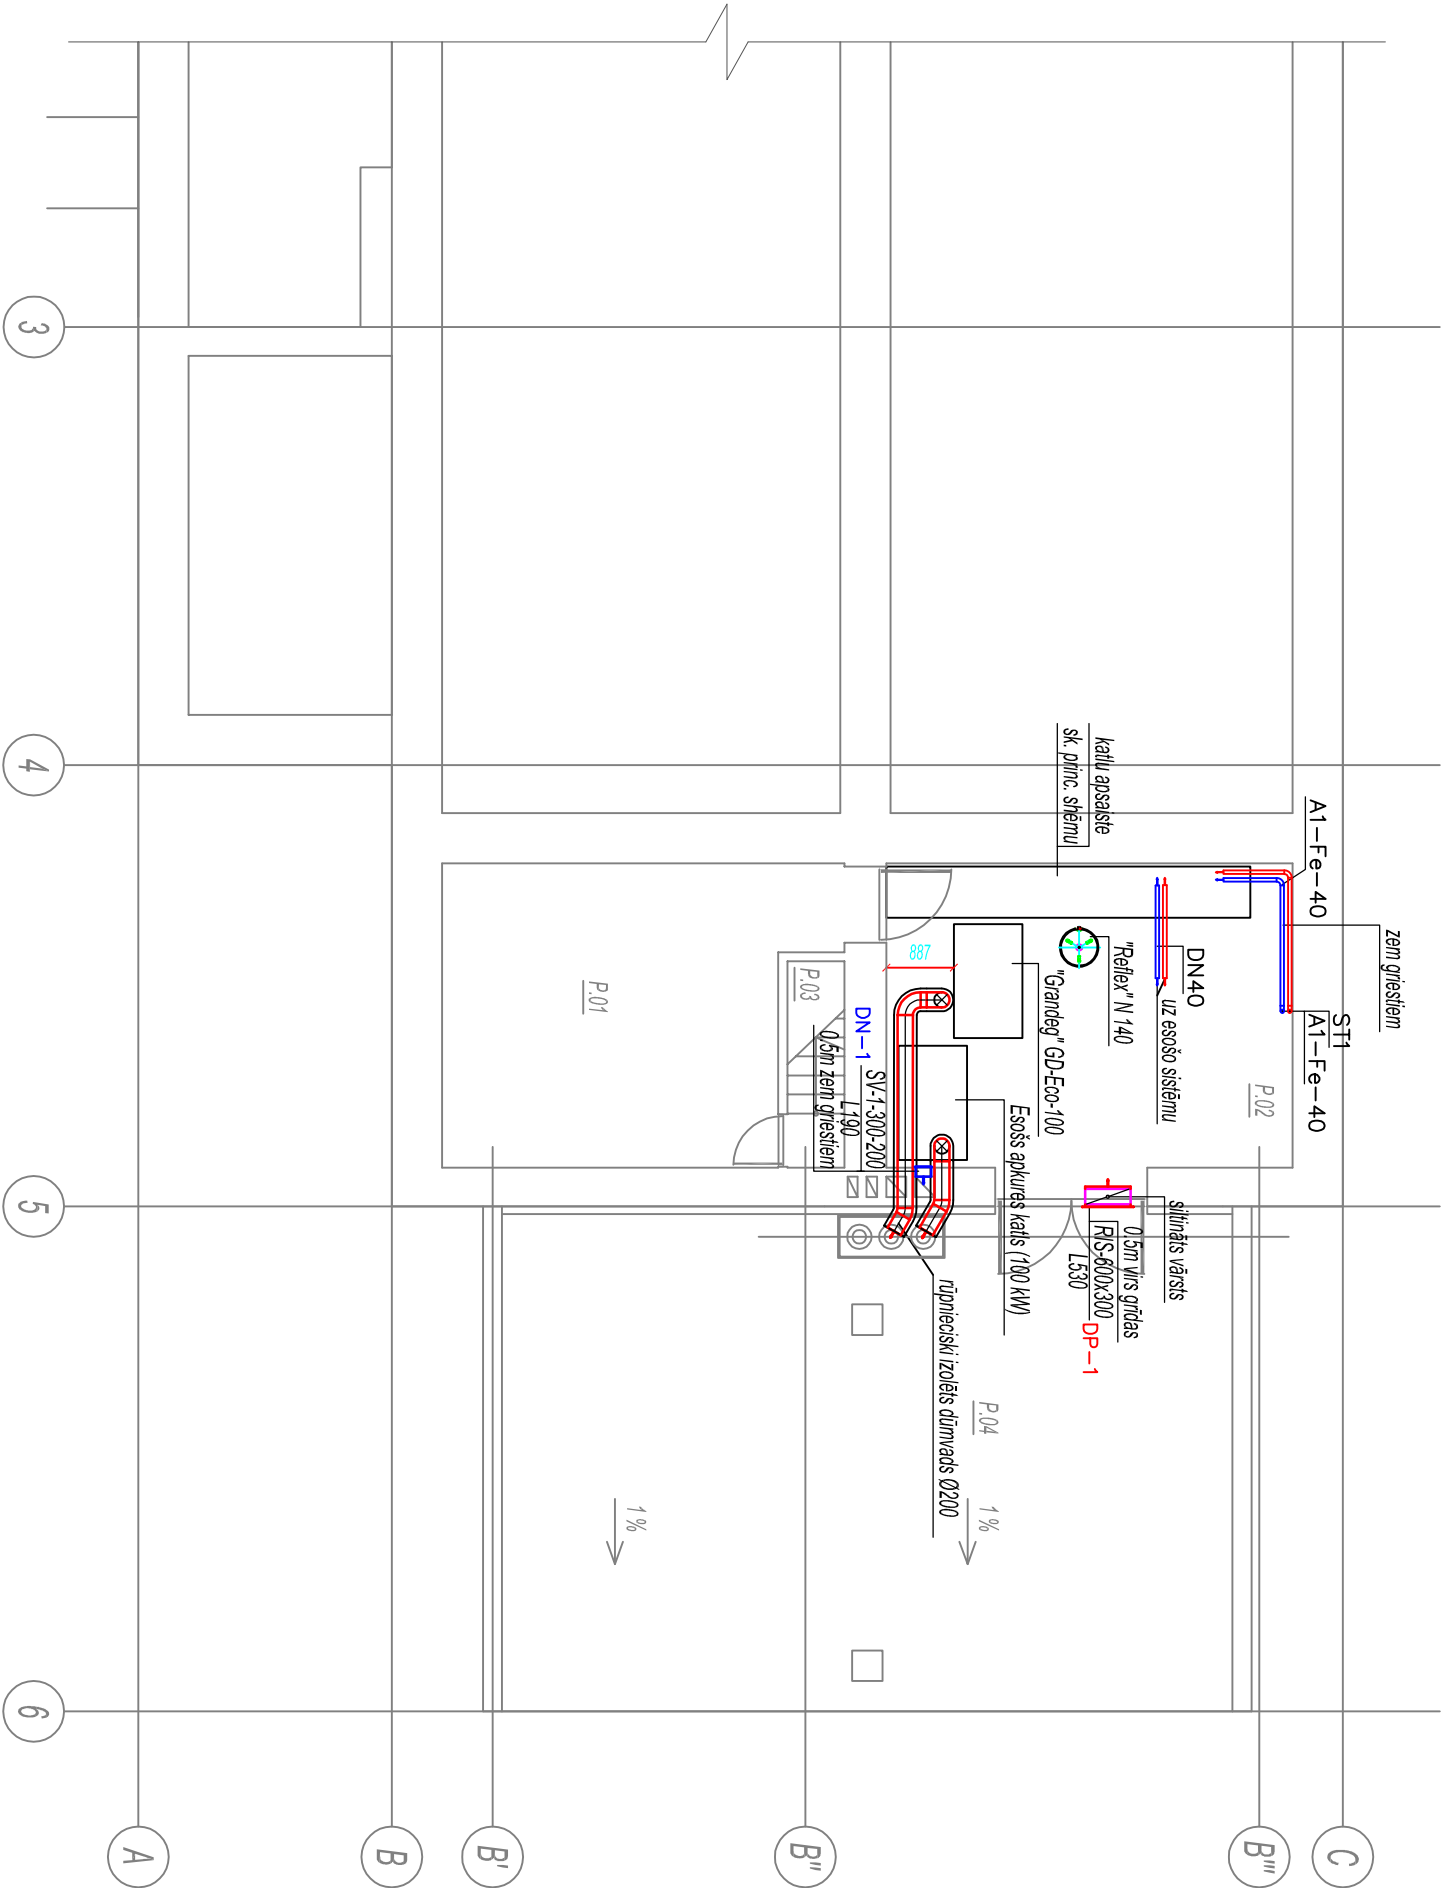 zem griestiem
A1-Fe-40
ST1
A1-Fe-40
katlu apsaiste
sk. princ. shēmu
DN40
uz esošo sistēmu
"Reflex" N 140
"Grandeg" GD-Eco-100
887
P.02
P.03
P.01
DN-1
SV-1-300-200
L190
0,5m zem griestiem
Esošs apkures katls (100 kW)
siltināts vārsts
0.5m virs grīdas
RIS-600x300
L530
DP-1
rūpnieciski izolēts dūmvads Ø200
P.04
1 %
1 %
3
4
5
6
A
B
B'
B"
B'''
C